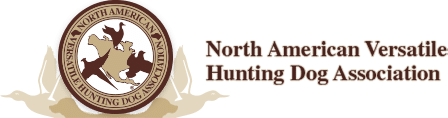 NORTH AMERICAN
VERSATILE HUNTING DOG ASSOCIATION
North American Versatile
Hunting Dog Association